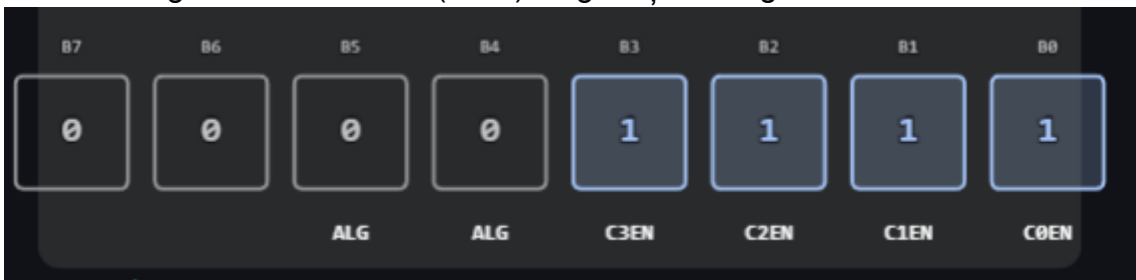 B7 B6 B5 B4 B3 B2 B1 B0
0 0 0 0 1 1 1 1
ALG ALG C3EN C2EN C1EN C0EN